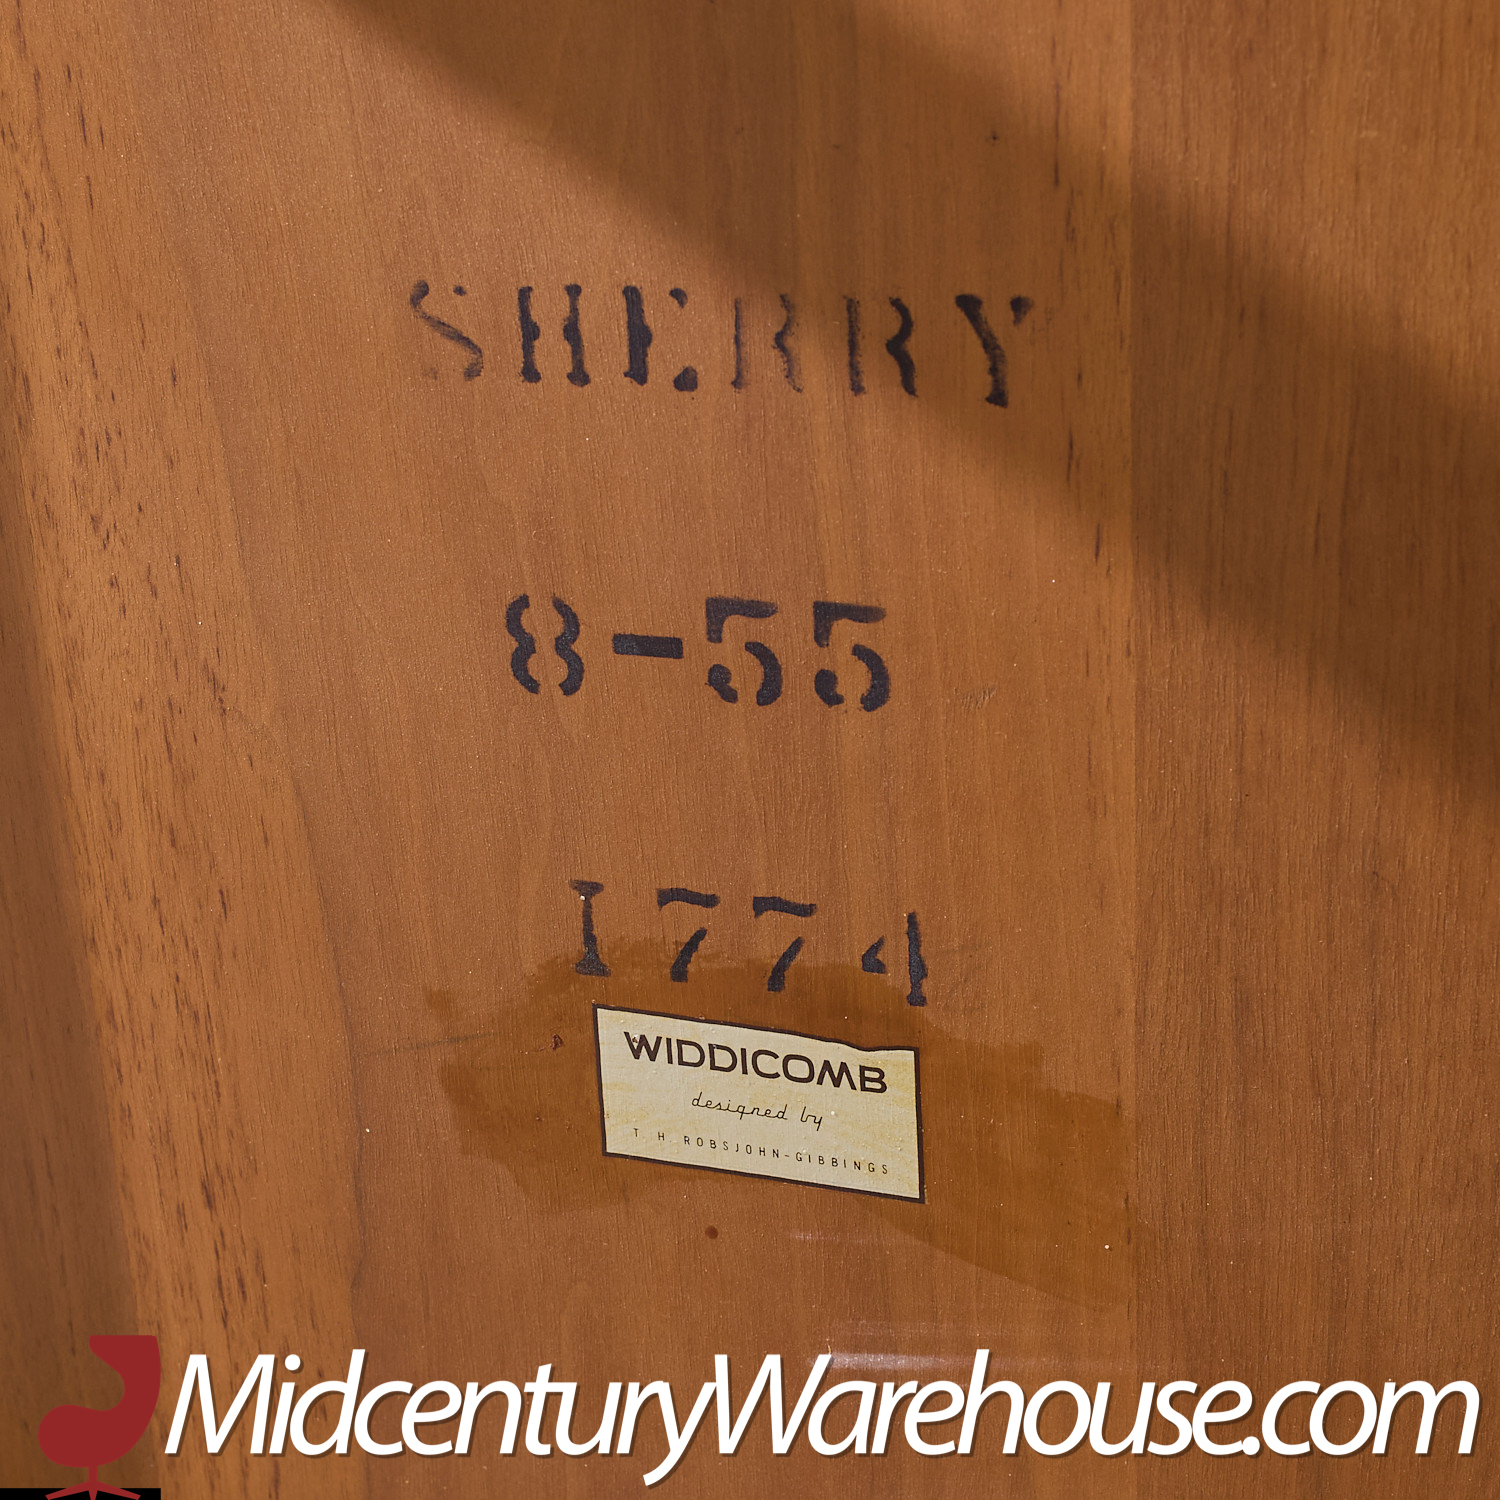 SHERRY
8-55
1774
WIDDICOMB
designed by
T. H. ROBSJOHN-GIBBINGS
MidcenturyWarehouse.com